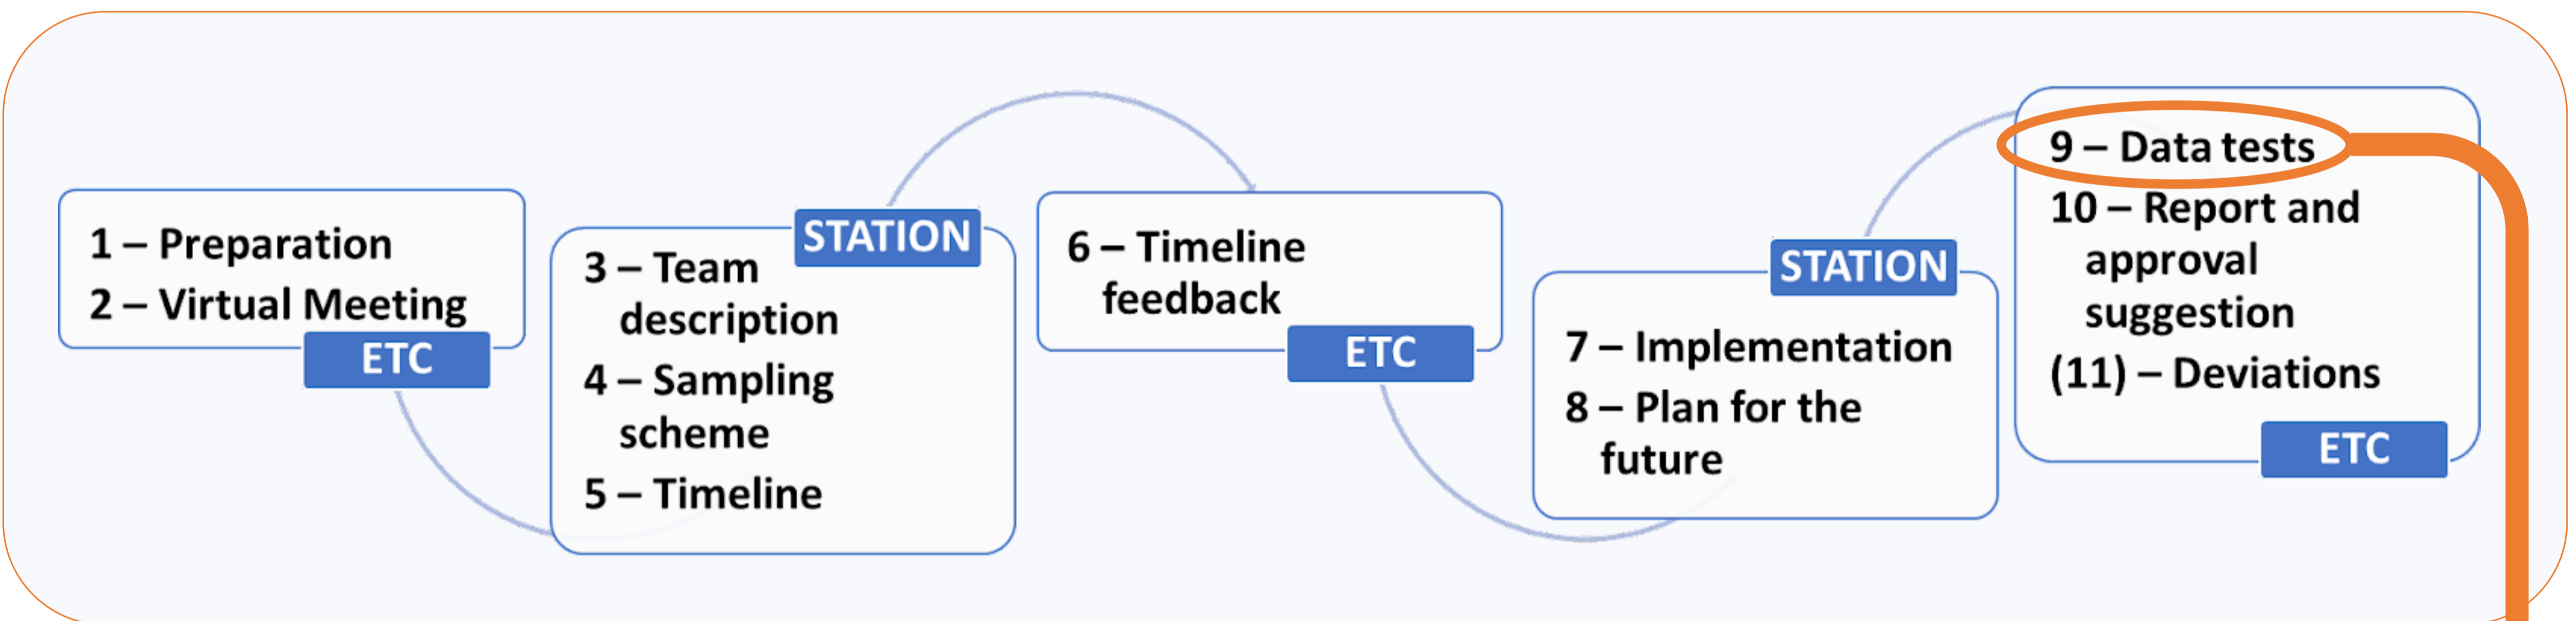 1 – Preparation
2 – Virtual Meeting
ETC
STATION
3 – Team
description
4 – Sampling
scheme
5 – Timeline
6 – Timeline
feedback
ETC
STATION
7 – Implementation
8 – Plan for the
future
9 – Data tests
10 – Report and
approval
suggestion
(11) – Deviations
ETC